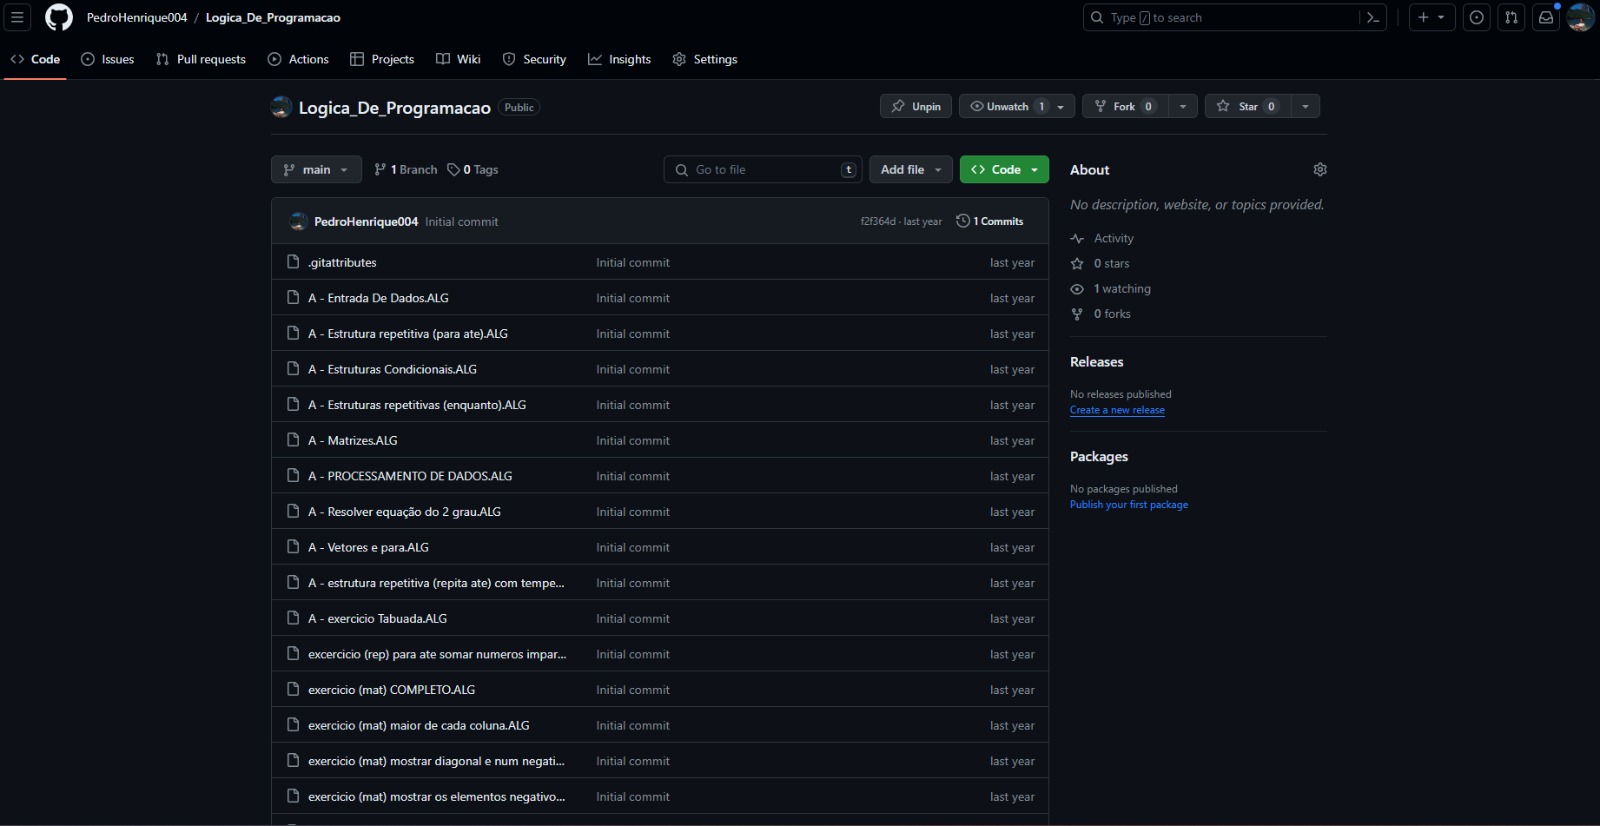 PedroHenrique004 / Logica_De_Programacao
Type / to search
Code Issues Pull requests Actions Projects Wiki Security Insights Settings
Logica_De_Programacao Public
Unpin Unwatch 1 Fork 0 Star 0
main 1 Branch 0 Tags Go to file t Add file Code
PedroHenrique004 Initial commit f2f364d · last year 1 Commits
.gitattributes Initial commit last year
A - Entrada De Dados.ALG Initial commit last year
A - Estrutura repetitiva (para ate).ALG Initial commit last year
A - Estruturas Condicionais.ALG Initial commit last year
A - Estruturas repetitivas (enquanto).ALG Initial commit last year
A - Matrizes.ALG Initial commit last year
A - PROCESSAMENTO DE DADOS.ALG Initial commit last year
A - Resolver equação do 2 grau.ALG Initial commit last year
A - Vetores e para.ALG Initial commit last year
A - estrutura repetitiva (repita ate) com tempe... Initial commit last year
A - exercicio Tabuada.ALG Initial commit last year
excercicio (rep) para ate somar numeros impar... Initial commit last year
exercicio (mat) COMPLETO.ALG Initial commit last year
exercicio (mat) maior de cada coluna.ALG Initial commit last year
exercicio (mat) mostrar diagonal e num negati... Initial commit last year
exercicio (mat) mostrar os elementos negativo... Initial commit last year
About
No description, website, or topics provided.
Activity
0 stars
1 watching
0 forks
Releases
No releases published
Create a new release
Packages
No packages published
Publish your first package